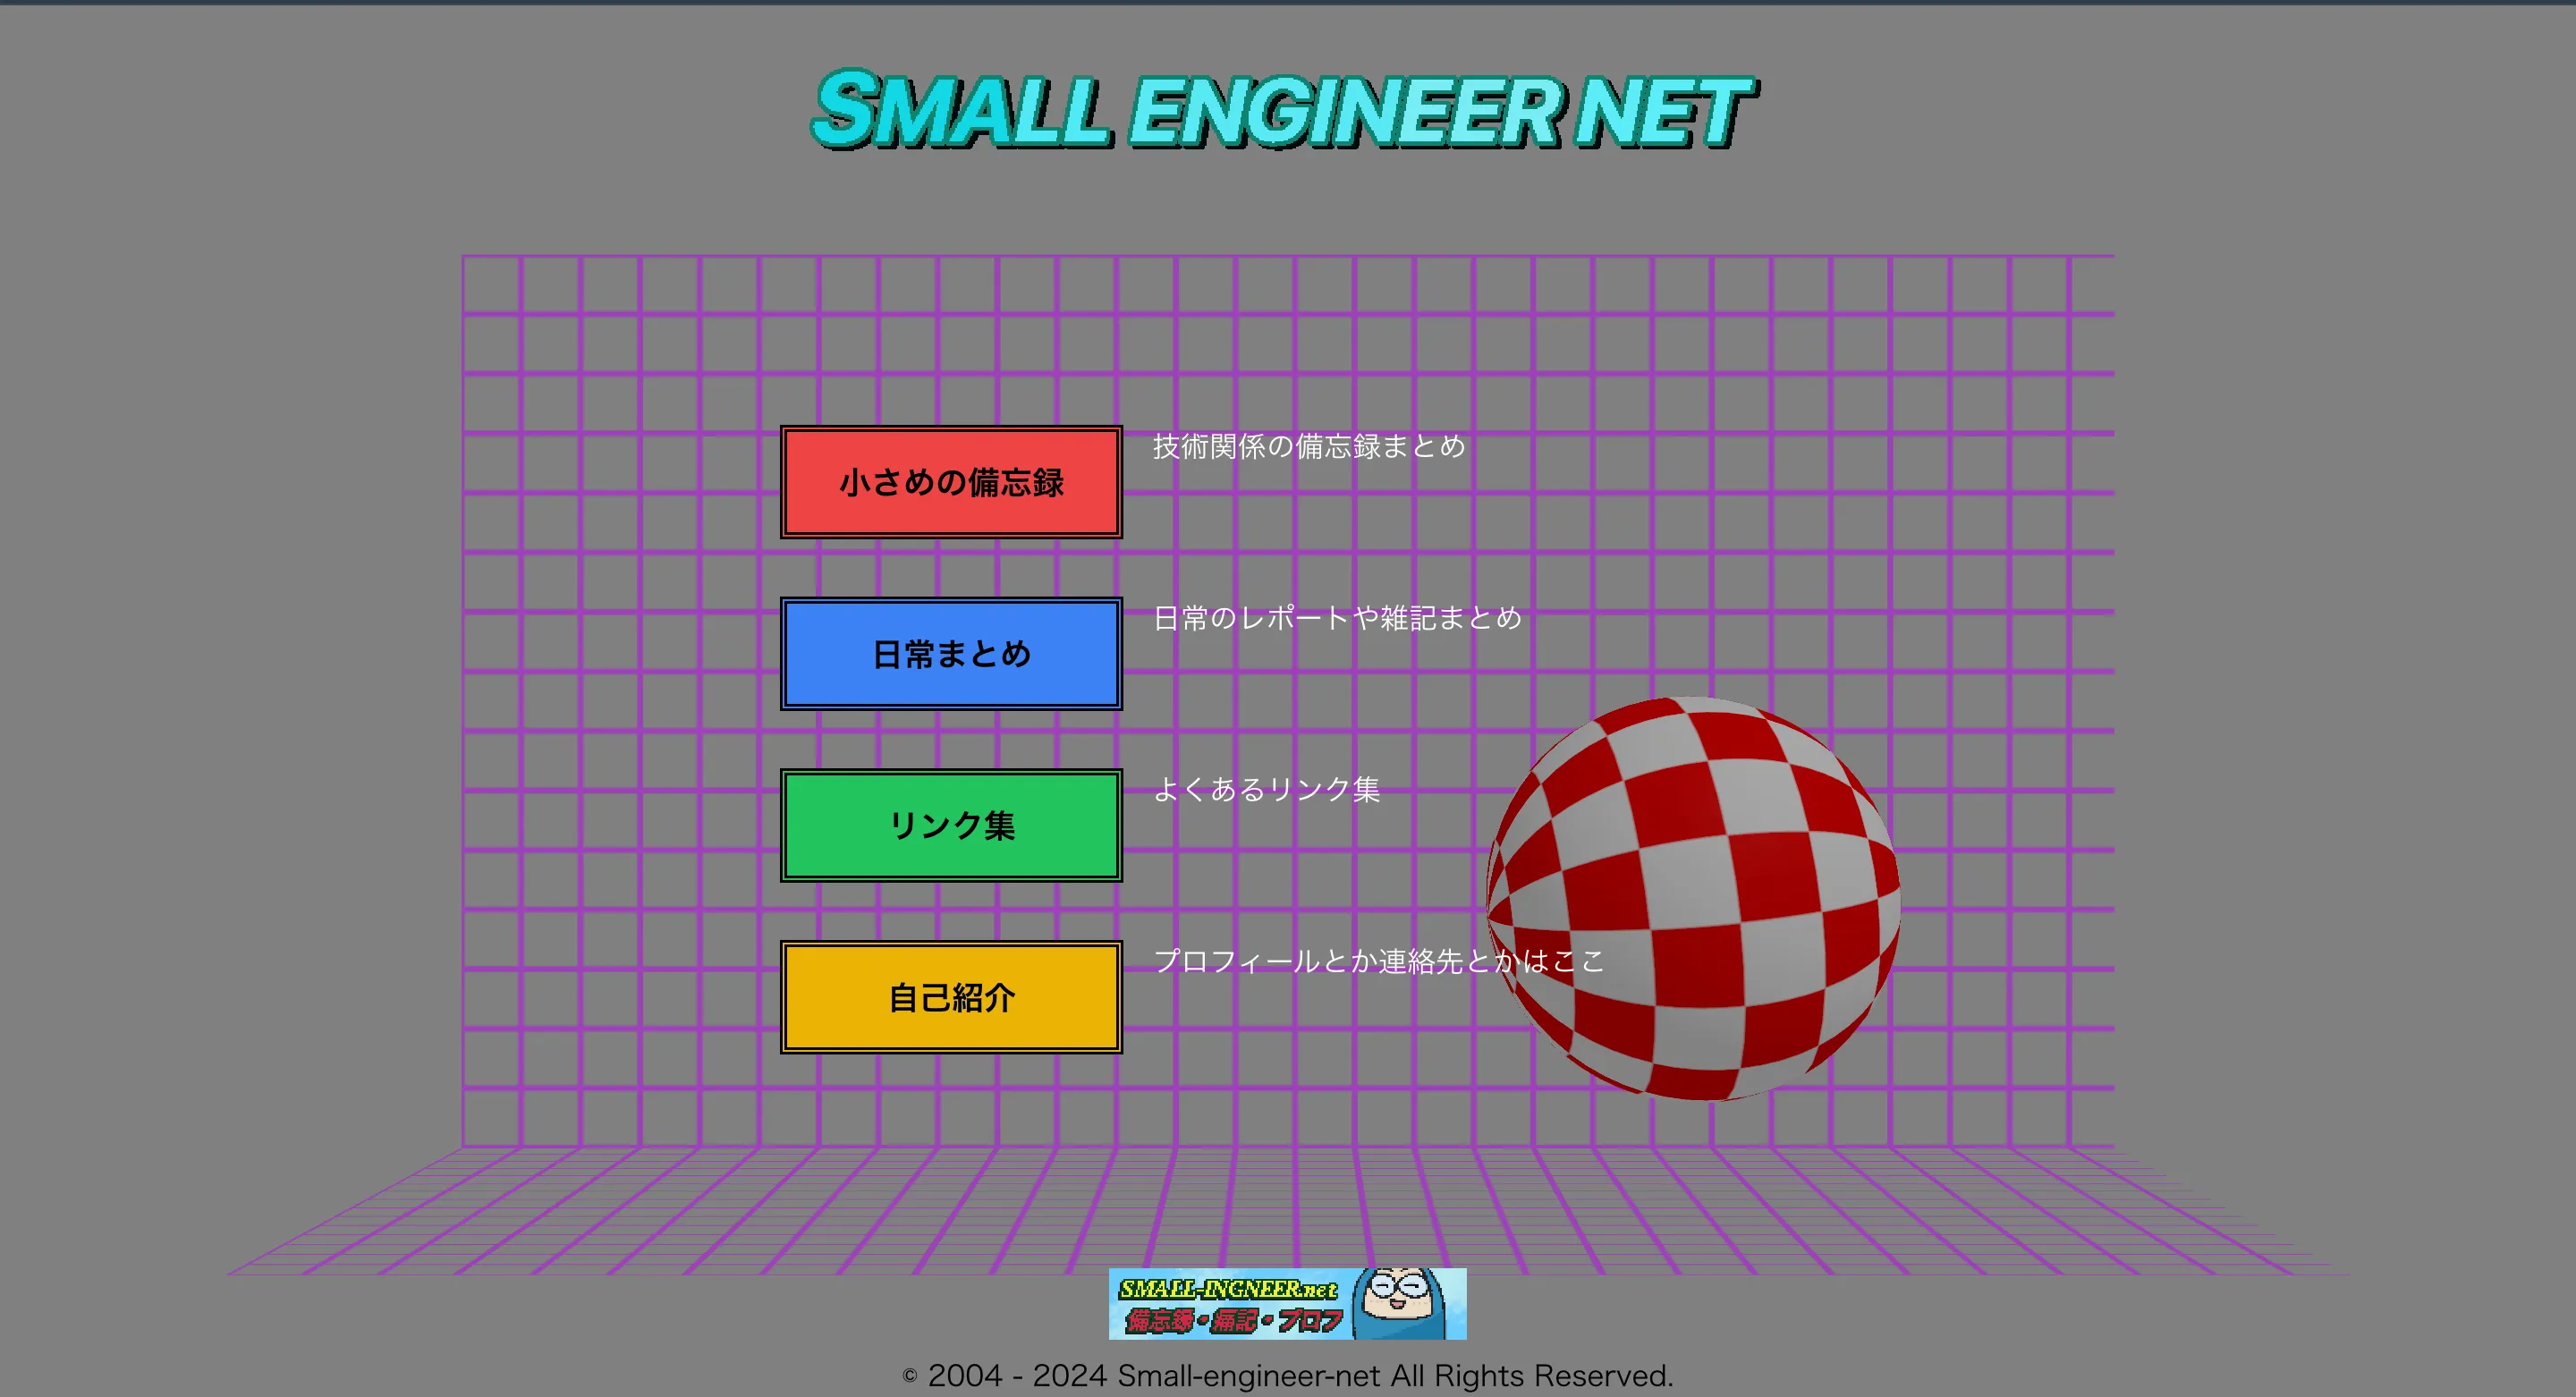 SMALL ENGINEER NET
小さめの備忘録
技術関係の備忘録まとめ
日常まとめ
日常のレポートや雑記まとめ
リンク集
よくあるリンク集
自己紹介
プロフィールとか連絡先とかはここ
SMALL-INGNEER.net
備忘録・痛記・プロフ
© 2004 - 2024 Small-engineer-net All Rights Reserved.